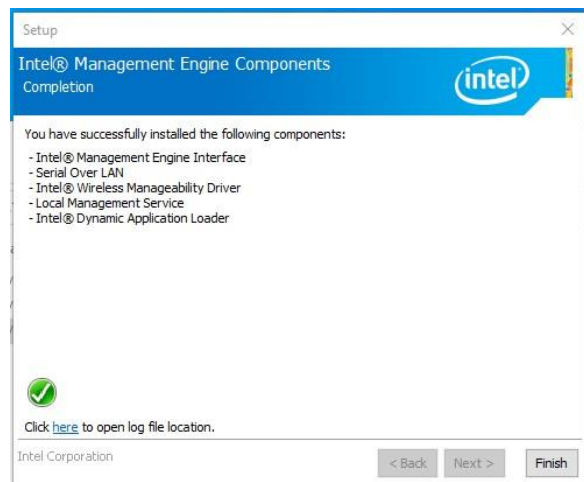 Setup
Intel® Management Engine Components
Completion
intel
You have successfully installed the following components:
- Intel® Management Engine Interface
- Serial Over LAN
- Intel® Wireless Manageability Driver
- Local Management Service
- Intel® Dynamic Application Loader
Click here to open log file location.
Intel Corporation
< Back Next > Finish